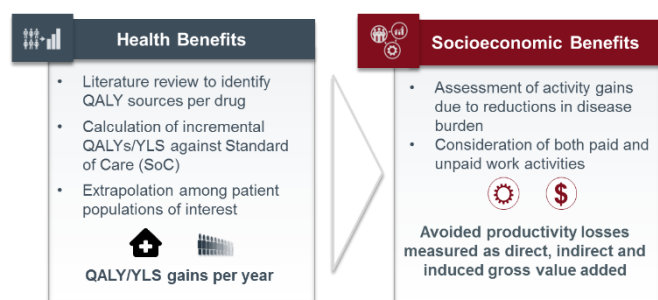 Health Benefits
• Literature review to identify
QALY sources per drug
• Calculation of incremental
QALYs/YLS against Standard
of Care (SoC)
• Extrapolation among patient
populations of interest
QALY/YLS gains per year
Socioeconomic Benefits
• Assessment of activity gains
due to reductions in disease
burden
• Consideration of both paid and
unpaid work activities
$
Avoided productivity losses
measured as direct, indirect and
induced gross value added